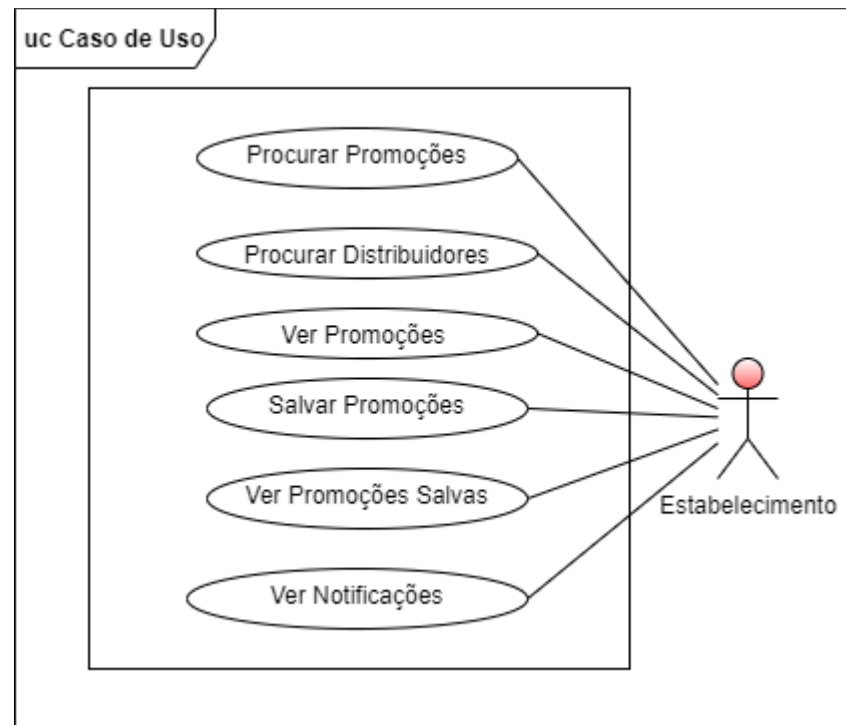 uc Caso de Uso
Procurar Promoções
Procurar Distribuidores
Ver Promoções
Salvar Promoções
Ver Promoções Salvas
Ver Notificações
Estabelecimento